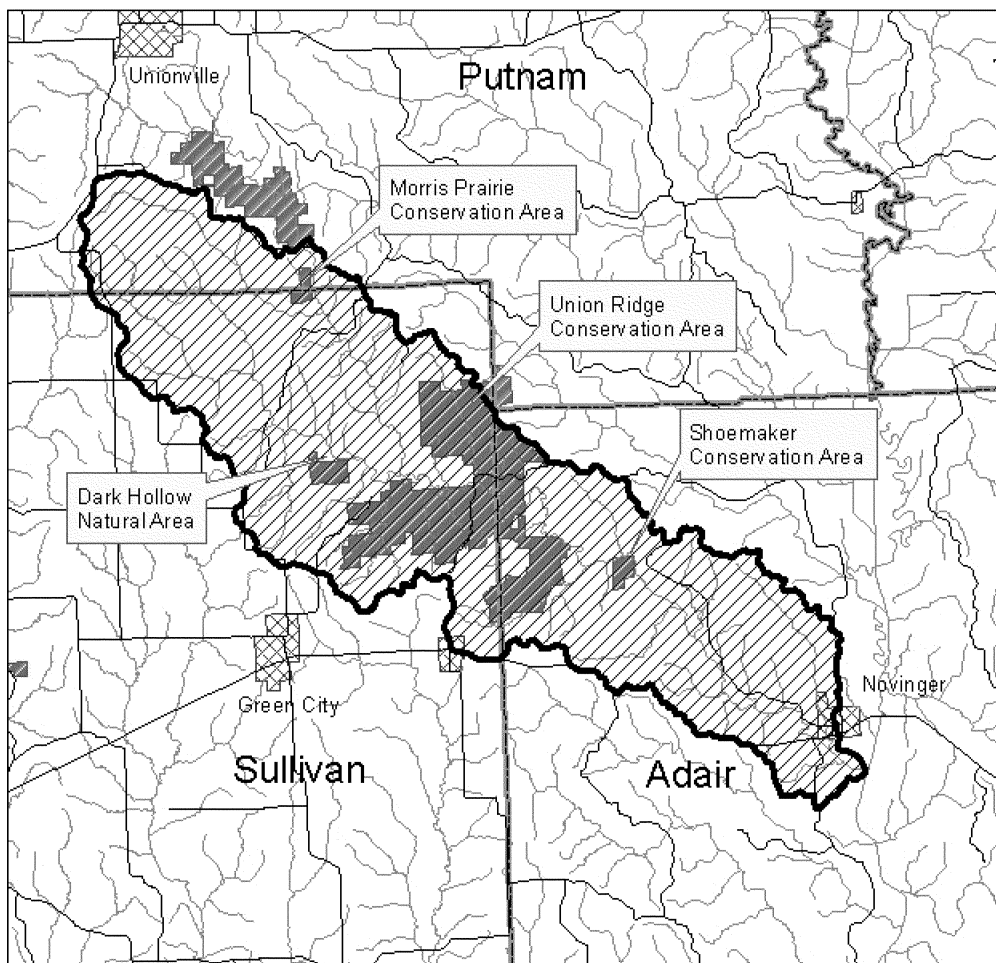 Putnam
Unionville
Morris Prairie
Conservation Area
Union Ridge
Conservation Area
Shoemaker
Conservation Area
Dark Hollow
Natural Area
Novinger
Green City
Sullivan
Adair